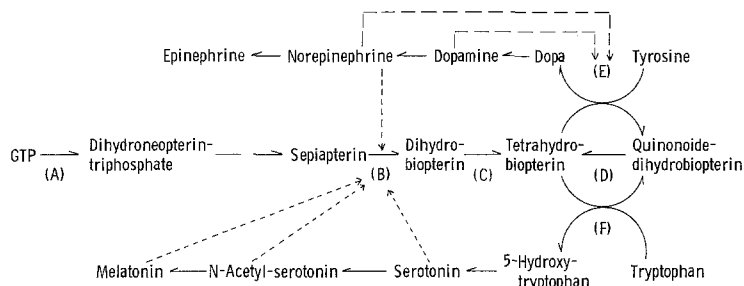 Epinephrine Norepinephrine Dopamine Dopa (E) Tyrosine
GTP (A) Dihydroneopterin-
triphosphate
Sepiapterin (B) Dihydro-
biopterin (C) Tetrahydro-
biopterin (D) Quinonoide-
dihydrobiopterin
(F)
Melatonin N-Acetyl-serotonin Serotonin 5-Hydroxy-
tryptophan Tryptophan